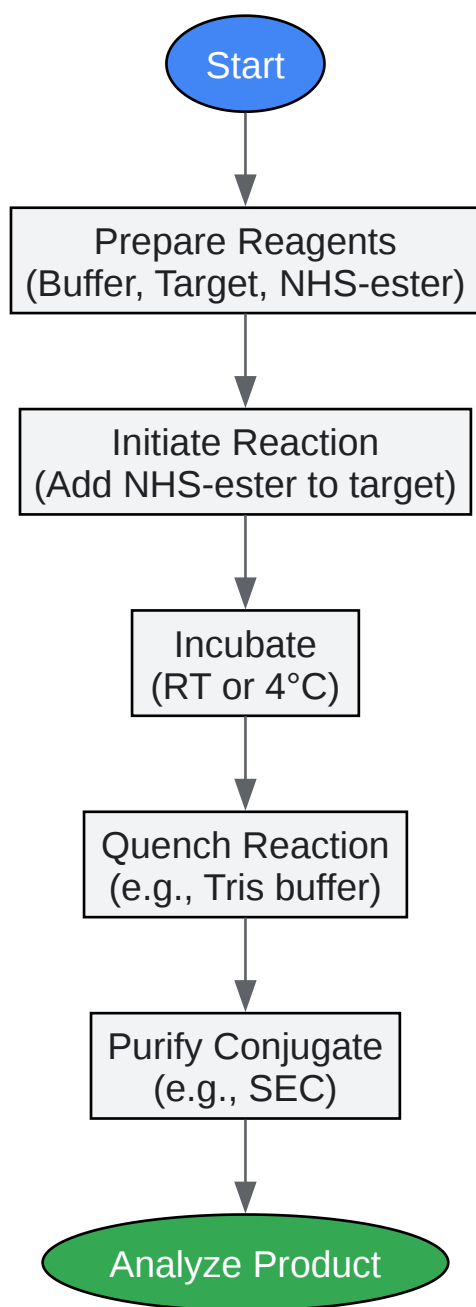 Start
Prepare Reagents
(Buffer, Target, NHS-ester)
Initiate Reaction
(Add NHS-ester to target)
Incubate
(RT or 4°C)
Quench Reaction
(e.g., Tris buffer)
Purify Conjugate
(e.g., SEC)
Analyze Product